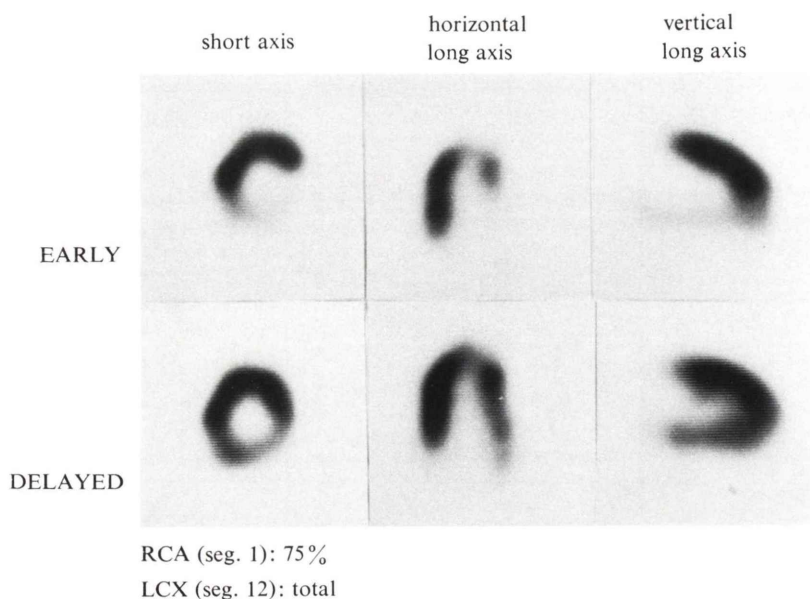 short axis
horizontal
long axis
vertical
long axis
EARLY
DELAYED
RCA (seg. 1): 75%
LCX (seg. 12): total